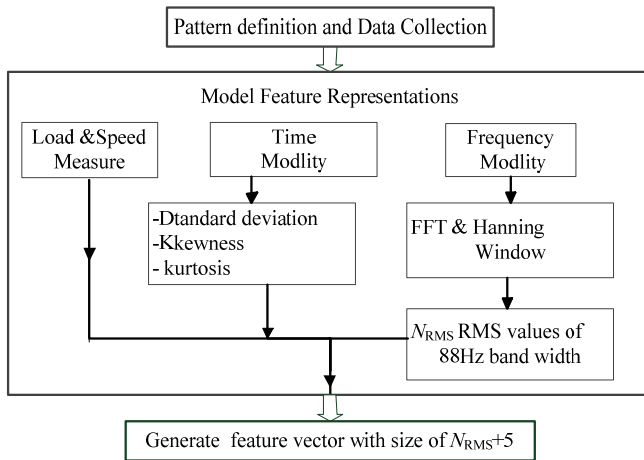 Pattern definition and Data Collection
Model Feature Representations
Load &Speed
Measure
Time
Modlity
Frequency
Modlity
-Dtandard deviation
-Kkewness
- kurtosis
FFT & Hanning
Window
NRMS RMS values of
88Hz band width
Generate feature vector with size of NRMS+5